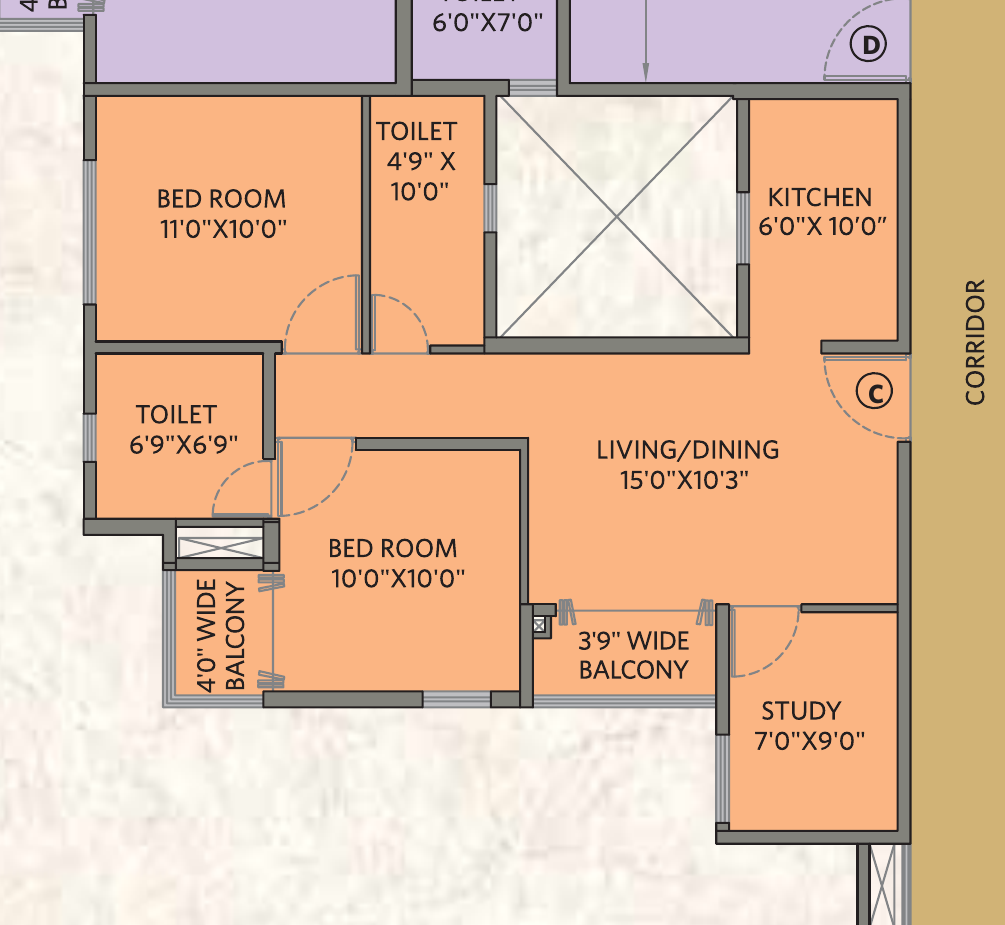 6'0"X7'0"
D
BED ROOM
11'0"X10'0"
TOILET
4'9" X
10'0"
KITCHEN
6'0"X 10'0"
CORRIDOR
C
TOILET
6'9"X6'9"
LIVING/DINING
15'0"X10'3"
BED ROOM
10'0"X10'0"
4'0" WIDE
BALCONY
3'9" WIDE
BALCONY
STUDY
7'0"X9'0"